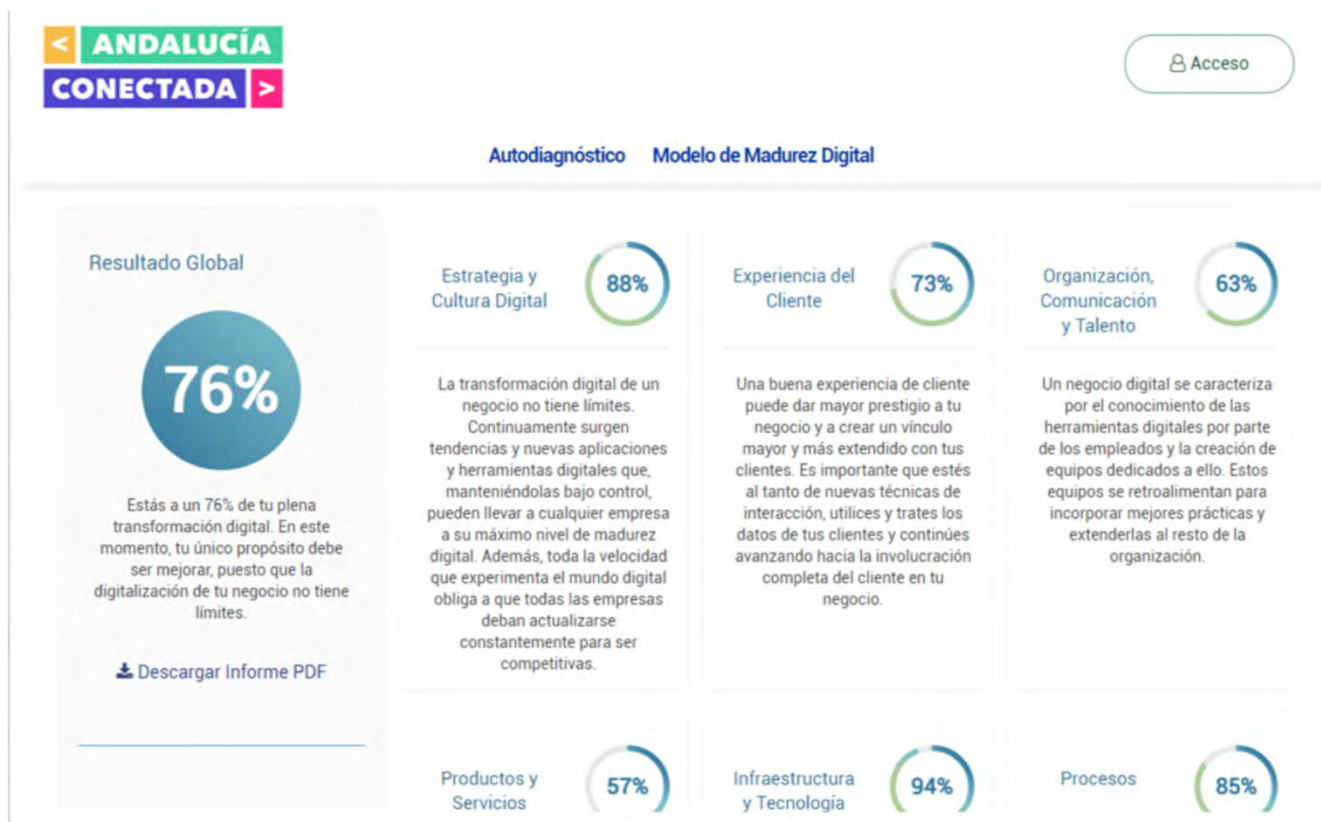 < ANDALUCÍA
CONECTADA >
Acceso
Autodiagnóstico Modelo de Madurez Digital
Resultado Global
76%
Estás a un 76% de tu plena
transformación digital. En este
momento, tu único propósito debe
ser mejorar, puesto que la
digitalización de tu negocio no tiene
límites.
Descargar Informe PDF
Estrategia y
Cultura Digital
88%
La transformación digital de un
negocio no tiene límites.
Continuamente surgen
tendencias y nuevas aplicaciones
y herramientas digitales que,
manteniéndolas bajo control,
pueden llevar a cualquier empresa
a su máximo nivel de madurez
digital. Además, toda la velocidad
que experimenta el mundo digital
obliga a que todas las empresas
deban actualizarse
constantemente para ser
competitivas.
Experiencia del
Cliente
73%
Una buena experiencia de cliente
puede dar mayor prestigio a tu
negocio y a crear un vínculo
mayor y más extendido con tus
clientes. Es importante que estés
al tanto de nuevas técnicas de
interacción, utilices y trates los
datos de tus clientes y continúes
avanzando hacia la involucración
completa del cliente en tu
negocio.
Organización,
Comunicación
y Talento
63%
Un negocio digital se caracteriza
por el conocimiento de las
herramientas digitales por parte
de los empleados y la creación de
equipos dedicados a ello. Estos
equipos se retroalimentan para
incorporar mejores prácticas y
extenderlas al resto de la
organización.
Productos y
Servicios
57%
Infraestructura
y Tecnología
94%
Procesos
85%